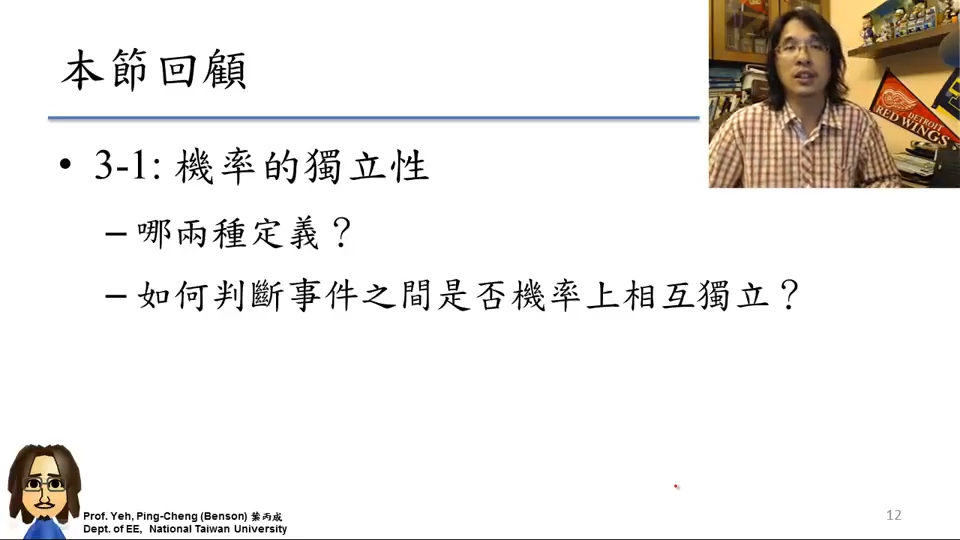 本節回顧
DETROIT
RED WINGS
• 3-1: 機率的獨立性
– 哪兩種定義？
– 如何判斷事件之間是否機率上相互獨立？
Prof. Yeh, Ping-Cheng (Benson) 葉丙成
Dept. of EE, National Taiwan University
12